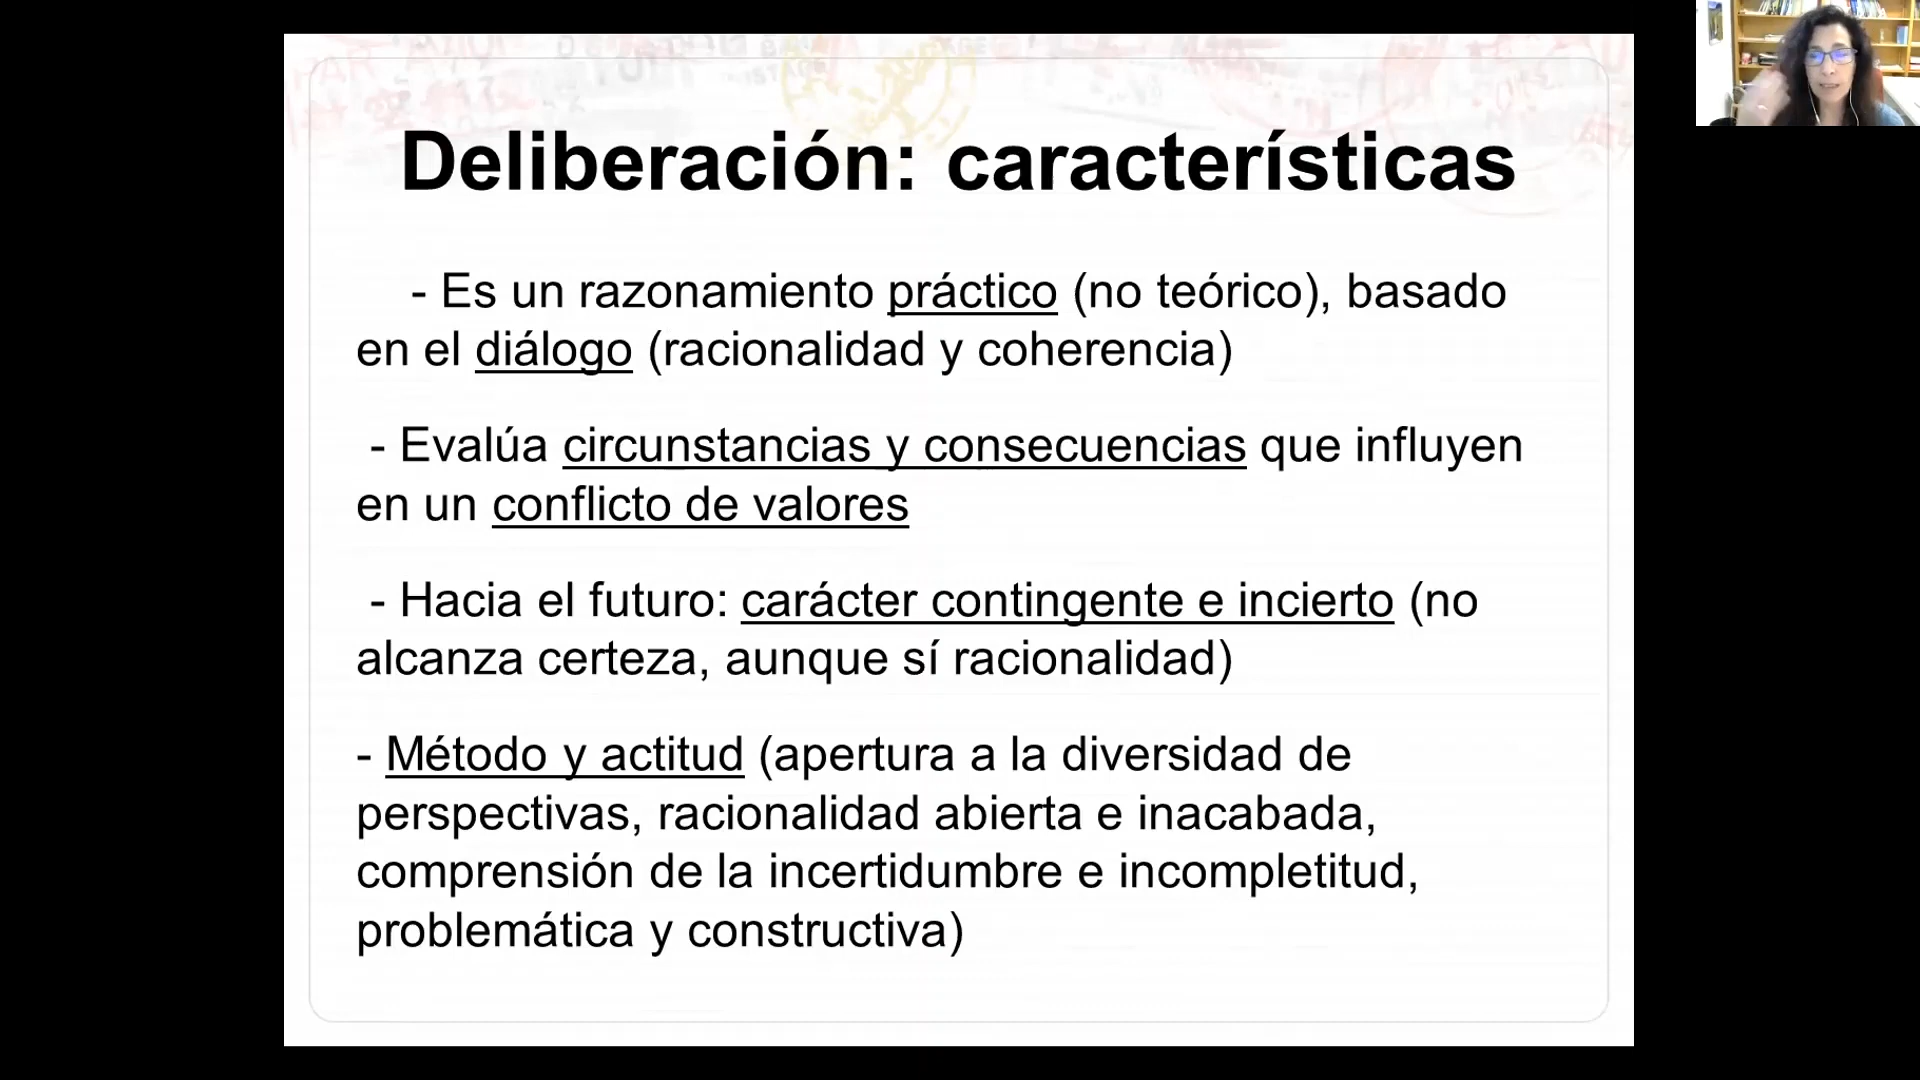 Deliberación: características
- Es un razonamiento práctico (no teórico), basado
en el diálogo (racionalidad y coherencia)
- Evalúa circunstancias y consecuencias que influyen
en un conflicto de valores
- Hacia el futuro: carácter contingente e incierto (no
alcanza certeza, aunque sí racionalidad)
- Método y actitud (apertura a la diversidad de
perspectivas, racionalidad abierta e inacabada,
comprensión de la incertidumbre e incompletitud,
problemática y constructiva)